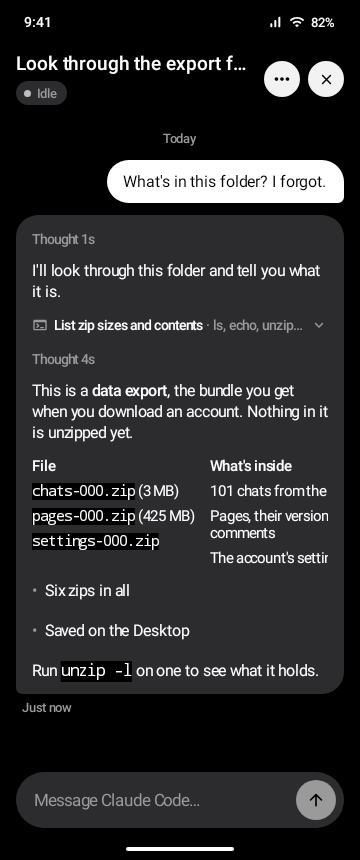 9:41
82%
Look through the export f…
Idle
Today
What's in this folder? I forgot.
Thought 1s
I'll look through this folder and tell you what
it is.
List zip sizes and contents · ls, echo, unzip…
Thought 4s
This is a data export, the bundle you get
when you download an account. Nothing in it
is unzipped yet.
File What's inside
chats-000.zip (3 MB) 101 chats from the
pages-000.zip (425 MB) Pages, their version
comments
settings-000.zip
The account's settin
• Six zips in all
• Saved on the Desktop
Run unzip -l on one to see what it holds.
Just now
Message Claude Code…